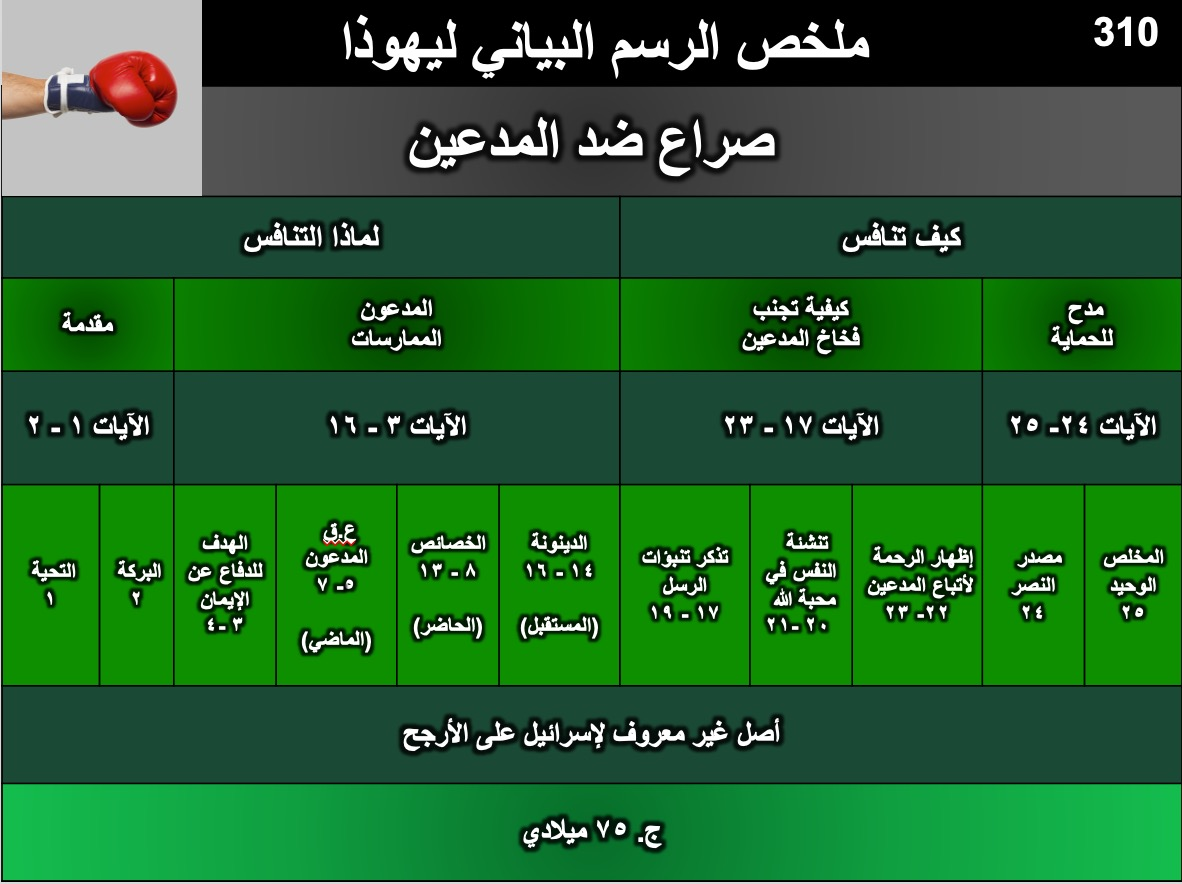 310
ملخص الرسم البياني ليهوذا
صراع ضد المدعين
كيف تنافس
لماذا التنافس
مدح
للحماية
كيفية تجنب
فخاخ المدعين
المدعون
الممارسات
مقدمة
الآيات ٢٤- ٢٥
الآيات ١٧ - ٢٣
الآيات ٣ - ١٦
الآيات ١ - ٢
المخلص
الوحيد
٢٥
مصدر
النصر
٢٤
إظهار الرحمة
لأتباع المدعين
٢٢- ٢٣
تنشئة
النفس في
محبة الله
٢٠ -٢١
تذكر تنبؤات
الرسل
١٧ - ١٩
الدينونة
١٤ - ١٦
(المستقبل)
الخصائص
٨ - ١٣
(الحاضر)
ع.ق
المدعون
٥- ٧
(الماضي)
الهدف
للدفاع عن
الإيمان
٣ -٤
البركة
٢
التحية
١
أصل غير معروف لإسرائيل على الأرجح
ج. ٧٥ ميلادي